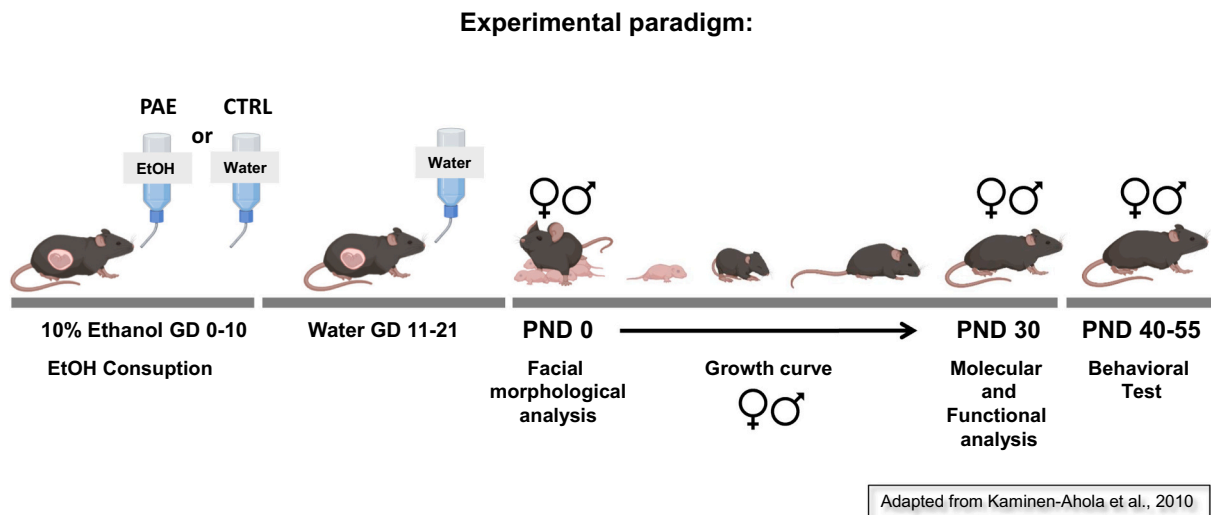 Experimental paradigm:
PAE
or
CTRL
EtOH
Water
Water
10% Ethanol GD 0-10
EtOH Consuption
Water GD 11-21
PND 0
Facial
morphological
analysis
Growth curve
PND 30
Molecular
and
Functional
analysis
PND 40-55
Behavioral
Test
Adapted from Kaminen-Ahola et al., 2010